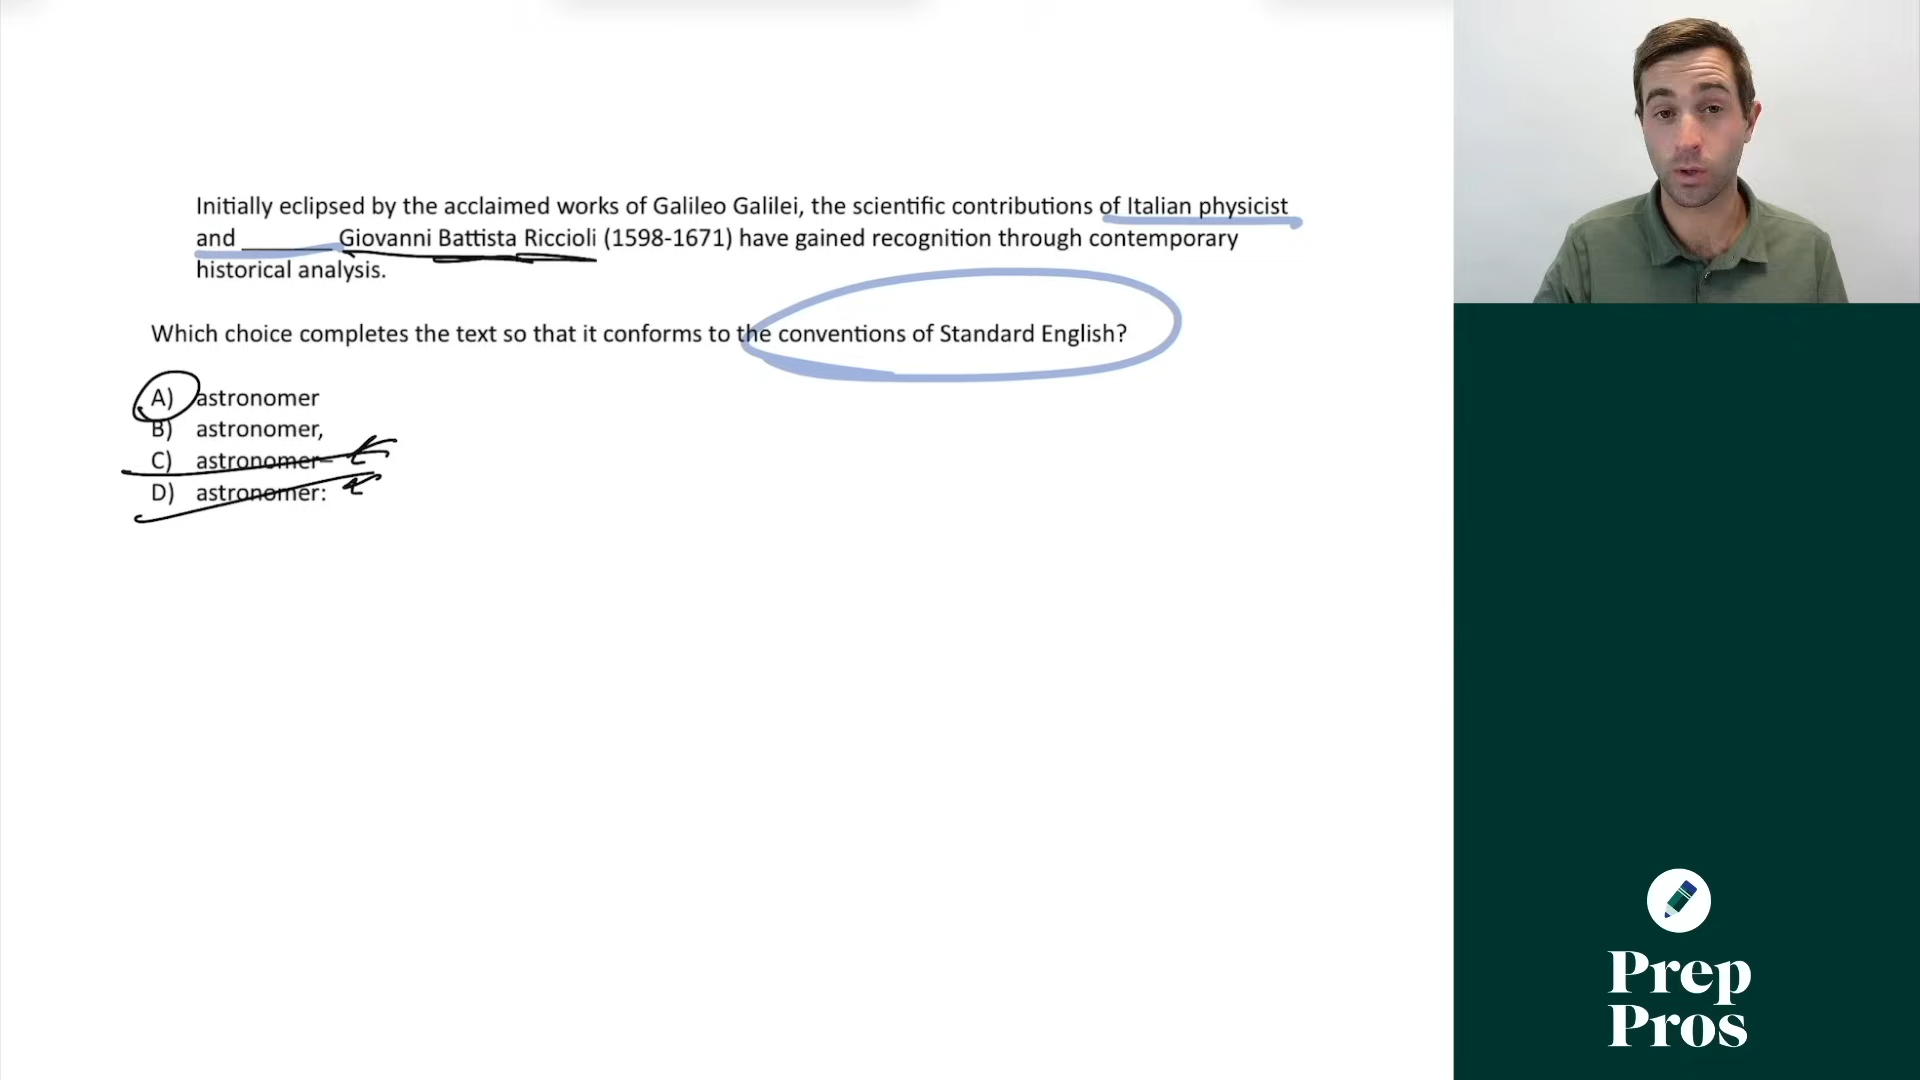 Initially eclipsed by the acclaimed works of Galileo Galilei, the scientific contributions of Italian physicist
and ________ Giovanni Battista Riccioli (1598-1671) have gained recognition through contemporary
historical analysis.
Which choice completes the text so that it conforms to the conventions of Standard English?
A) astronomer
B) astronomer,
C) astronomer–
D) astronomer:
Prep
Pros